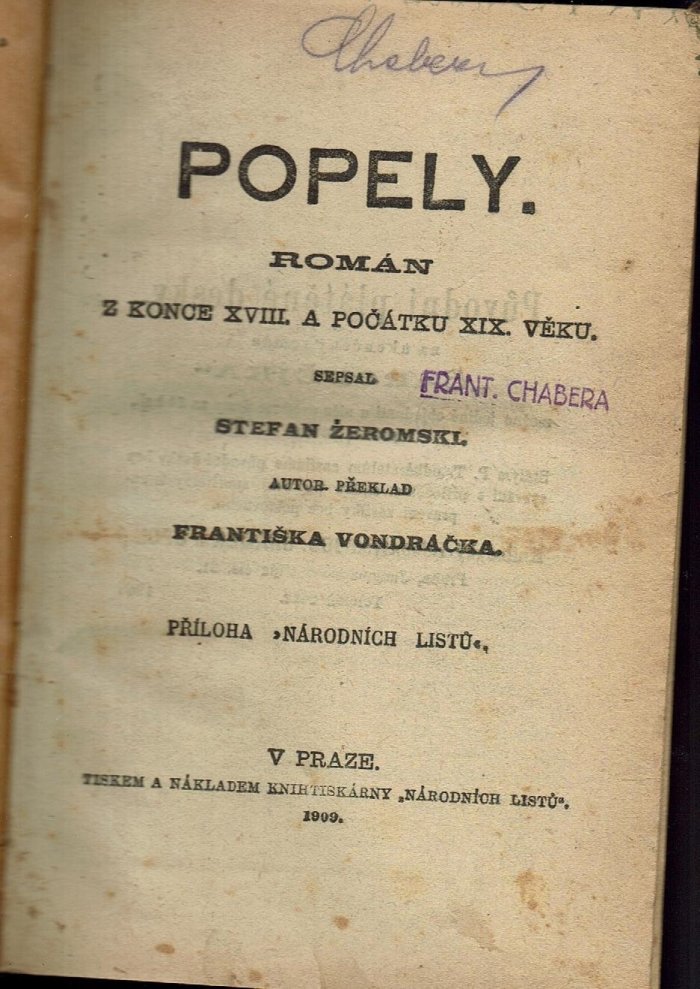 Chabera
POPELY.
ROMÁN
Z KONCE XVIII. A POČÁTKU XIX. VĚKU.
SEPSAL
FRANT. CHABERA
STEFAN ŻEROMSKI.
AUTOR. PŘEKLAD
FRANTIŠKA VONDRÁČKA.
PŘÍLOHA »NÁRODNÍCH LISTŮ«.
V PRAZE.
TISKEM A NÁKLADEM KNIHTISKÁRNY „NÁRODNÍCH LISTŮ“.
1909.